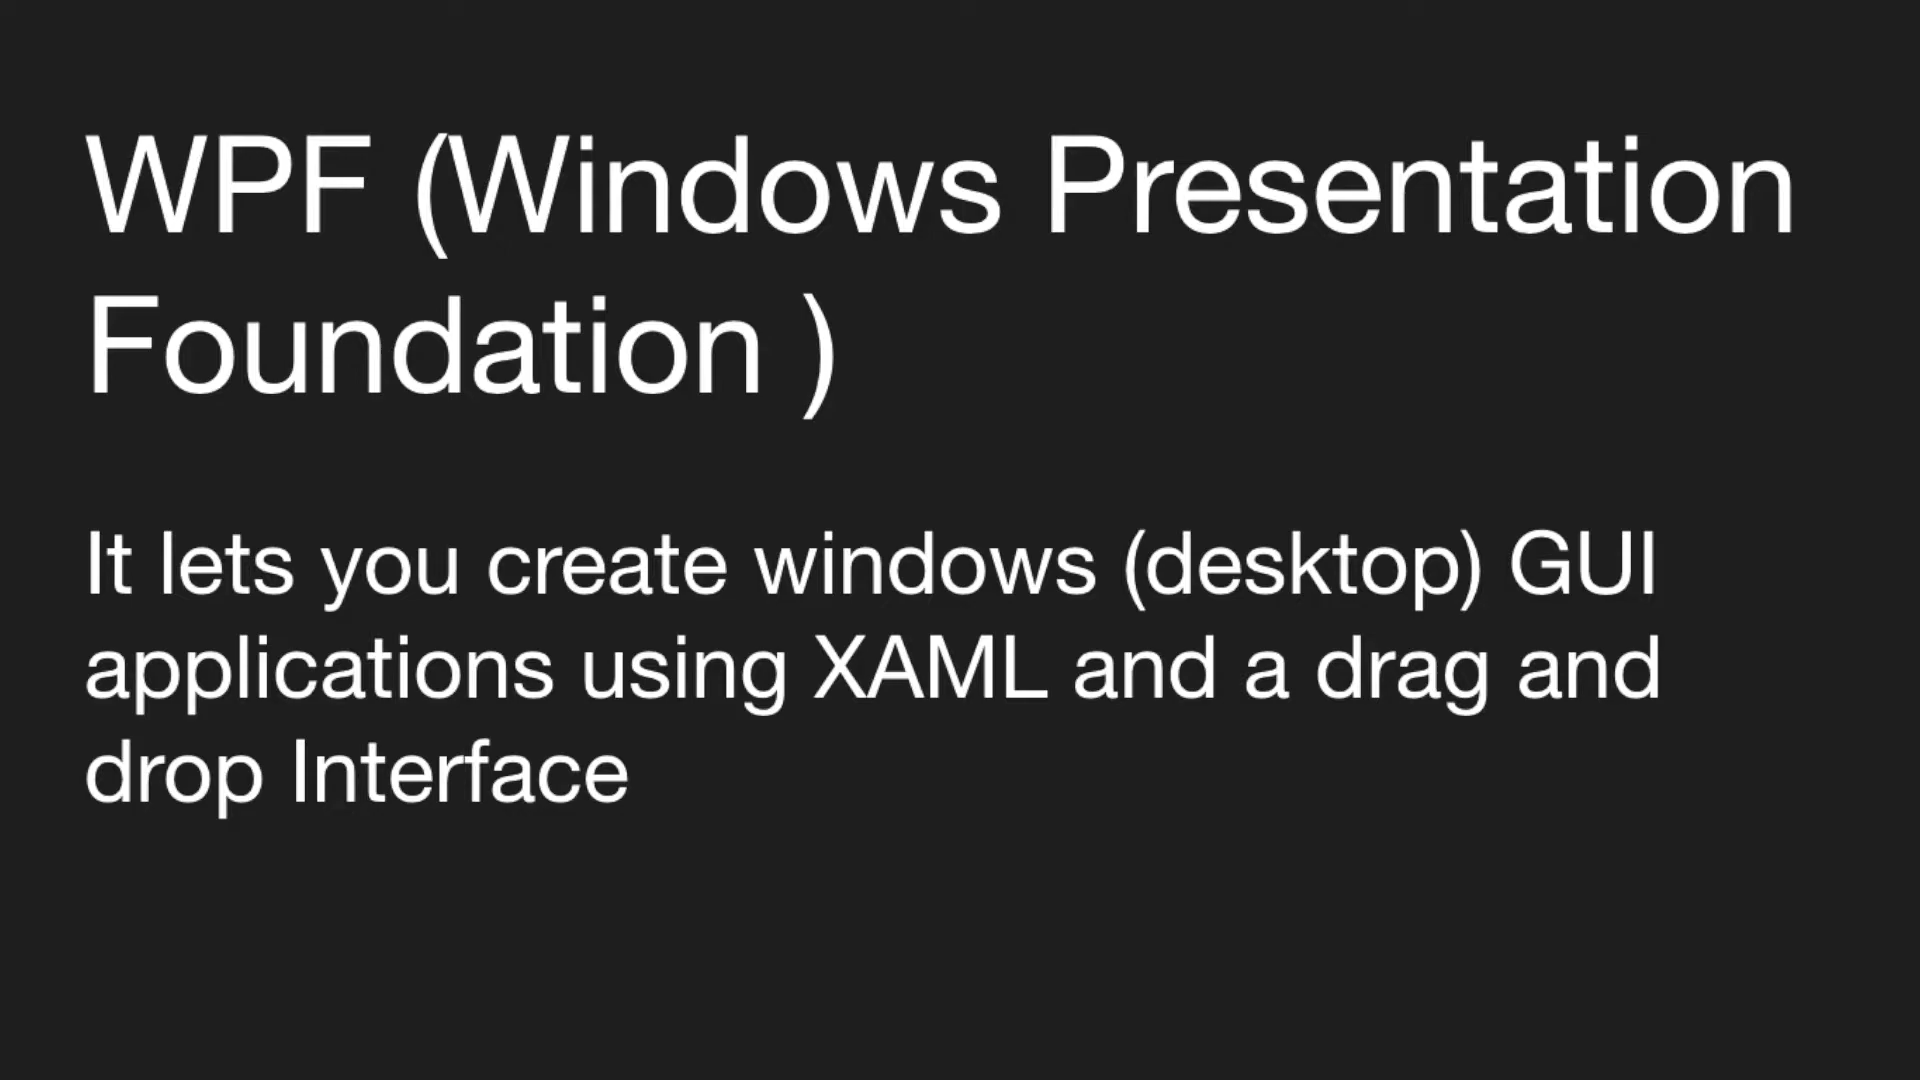 WPF (Windows Presentation
Foundation )
It lets you create windows (desktop) GUI
applications using XAML and a drag and
drop Interface